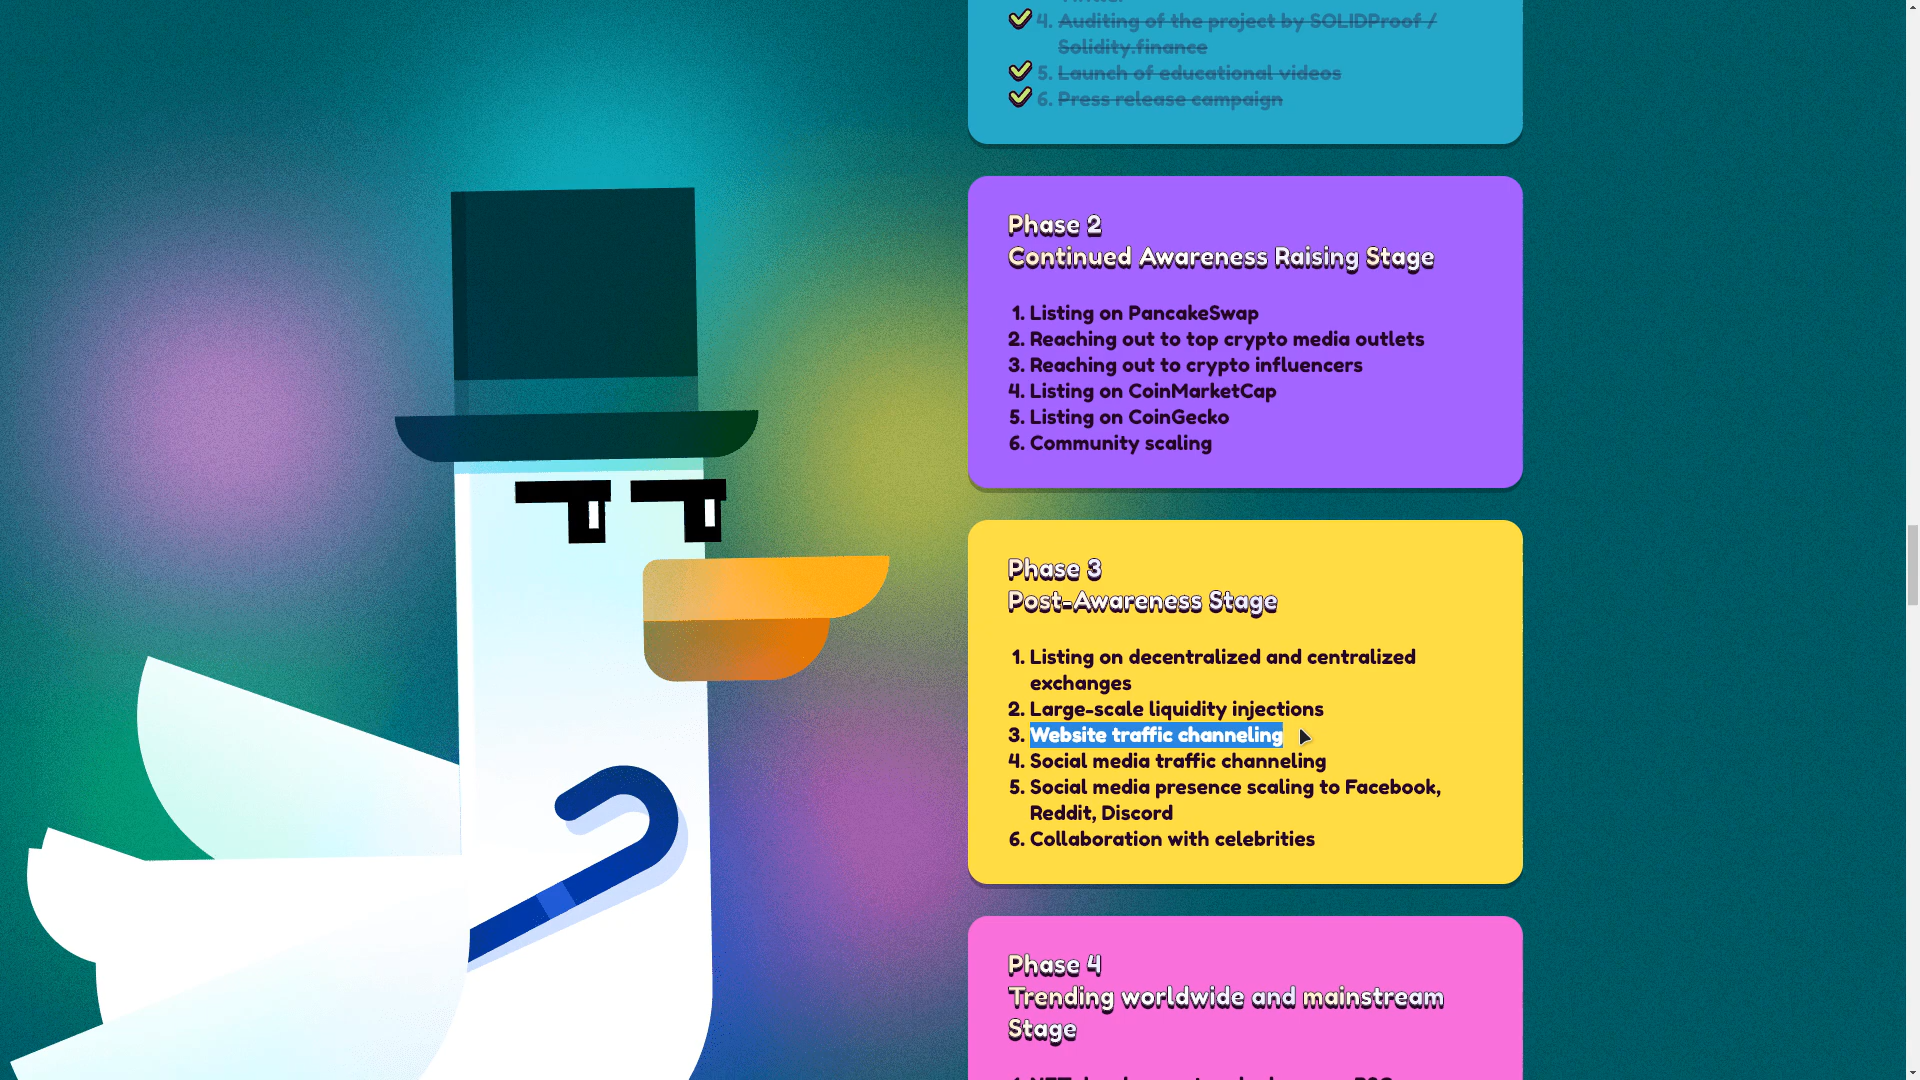 4. Auditing of the project by SOLIDProof /
Solidity.finance
5. Launch of educational videos
6. Press release campaign
Phase 2
Continued Awareness Raising Stage
1. Listing on PancakeSwap
2. Reaching out to top crypto media outlets
3. Reaching out to crypto influencers
4. Listing on CoinMarketCap
5. Listing on CoinGecko
6. Community scaling
Phase 3
Post-Awareness Stage
1. Listing on decentralized and centralized
exchanges
2. Large-scale liquidity injections
3. Website traffic channeling
4. Social media traffic channeling
5. Social media presence scaling to Facebook,
Reddit, Discord
6. Collaboration with celebrities
Phase 4
Trending worldwide and mainstream
Stage